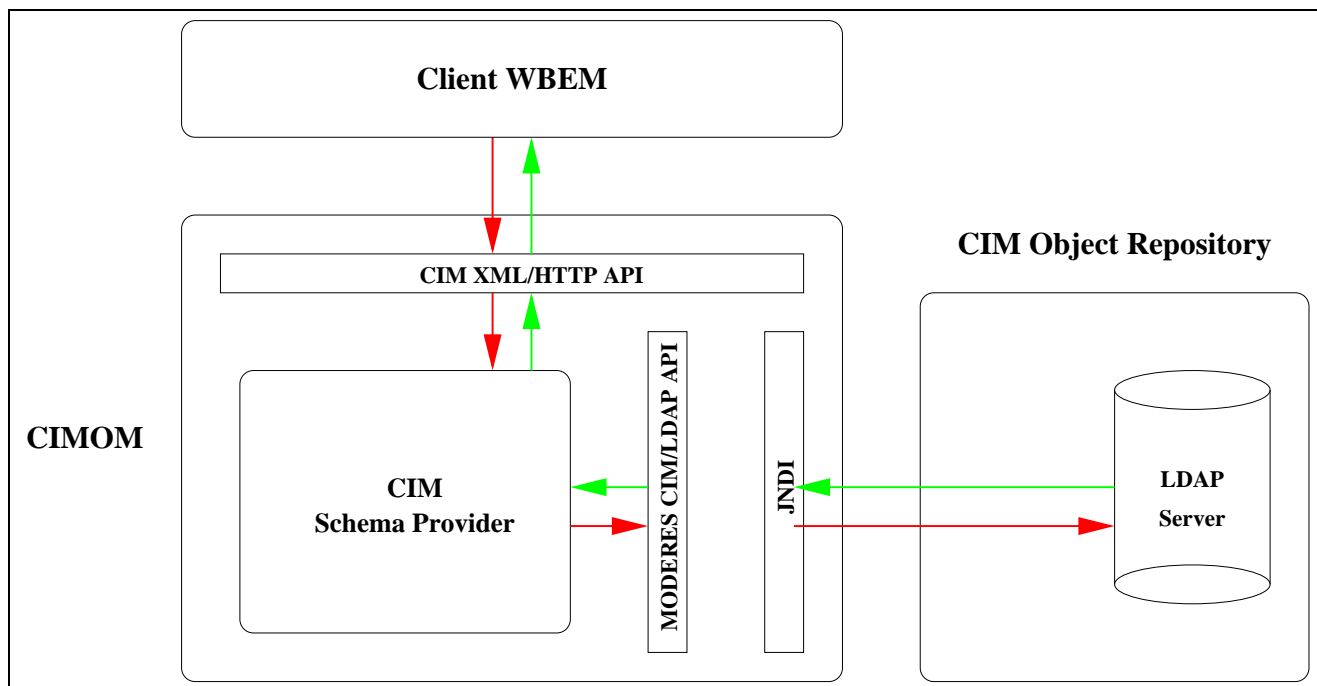 Client WBEM
CIM XML/HTTP API
CIM Object Repository
CIMOM
CIM
Schema Provider
MODERES CIM/LDAP API
JNDI
LDAP
Server